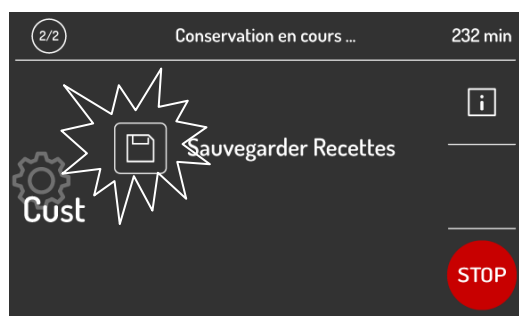 2/2
Conservation en cours ...
232 min
i
Sauvegarder Recettes
Cust
STOP